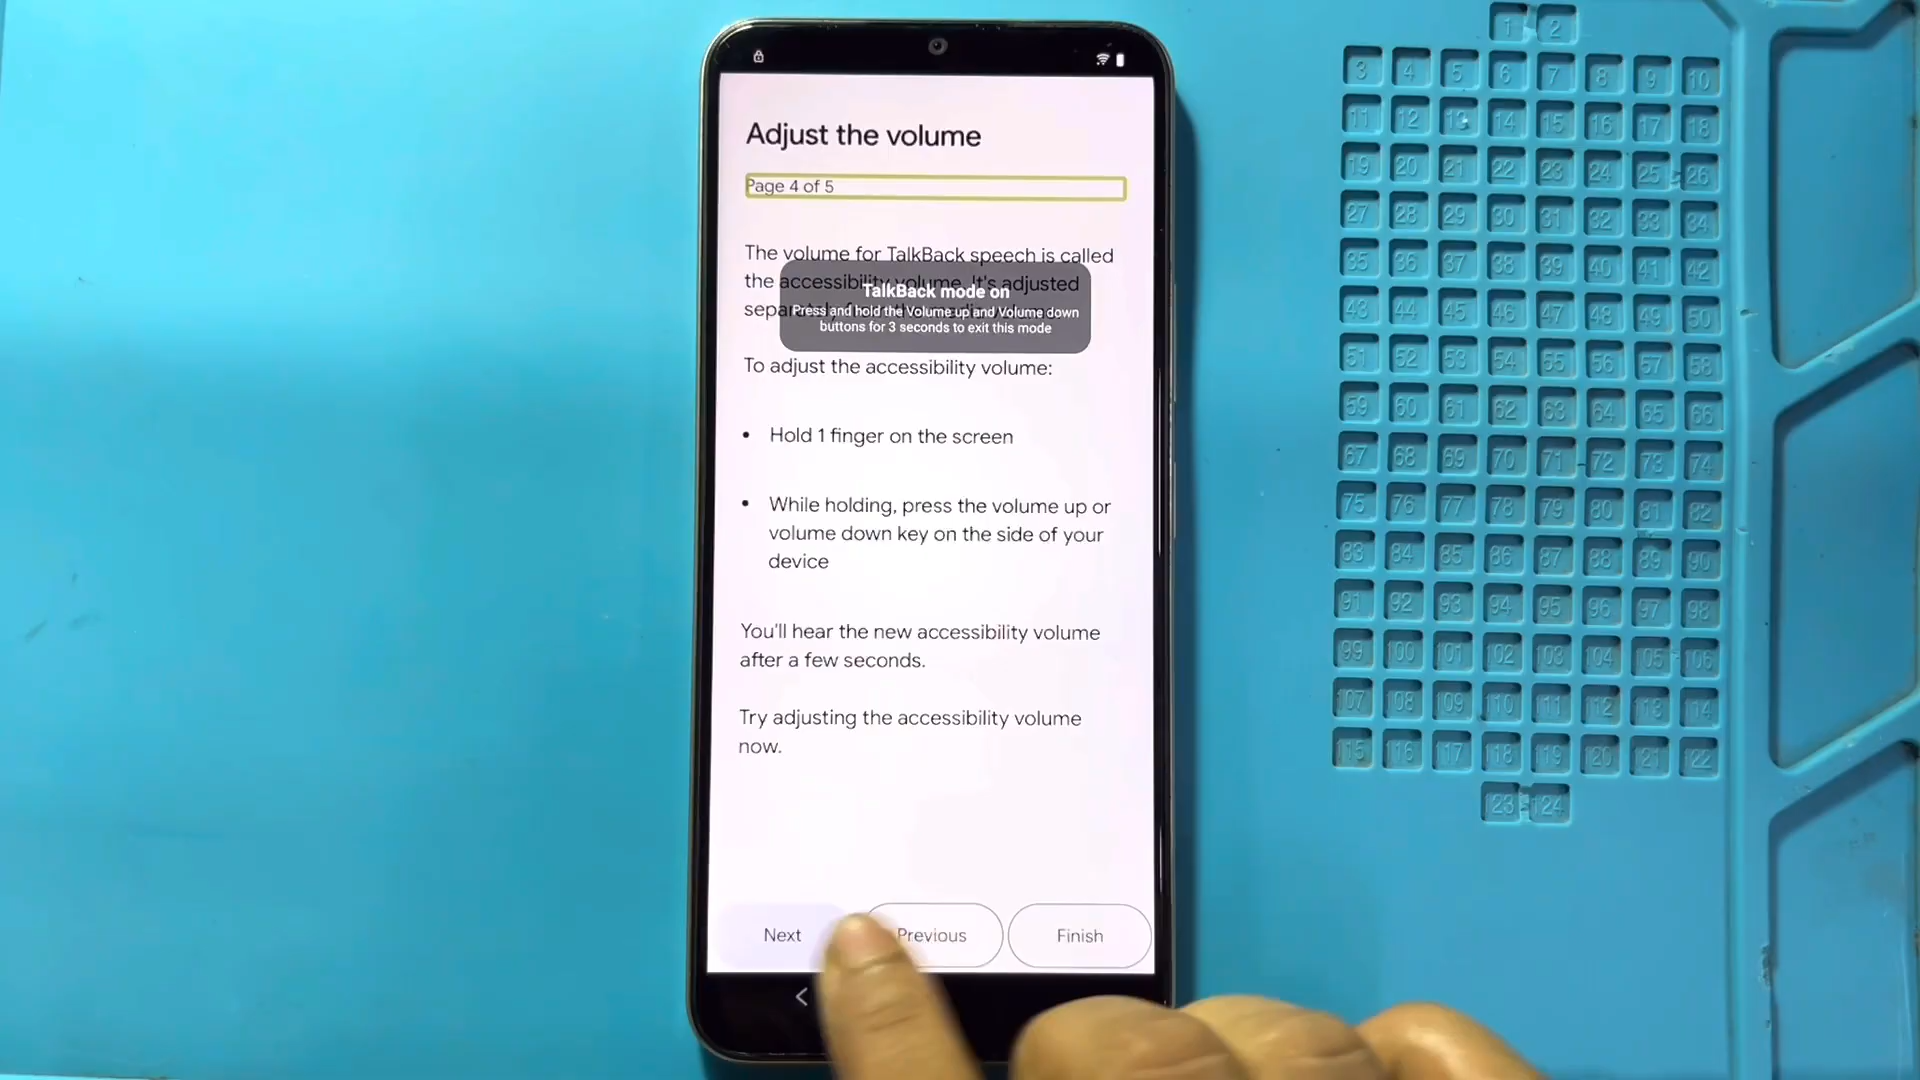 Adjust the volume
Page 4 of 5
The volume for TalkBack speech is called
the accessibility volume. It's adjusted
TalkBack mode on
Press and hold the Volume up and Volume down
buttons for 3 seconds to exit this mode
To adjust the accessibility volume:
• Hold 1 finger on the screen
• While holding, press the volume up or
volume down key on the side of your
device
You'll hear the new accessibility volume
after a few seconds.
Try adjusting the accessibility volume
now.
Next Previous Finish
1 2
3 4 5 6 7 8 9 10
11 12 13 14 15 16 17 18
19 20 21 22 23 24 25 26
27 28 29 30 31 32 33 34
35 36 37 38 39 40 41 42
43 44 45 46 47 48 49 50
51 52 53 54 55 56 57 58
59 60 61 62 63 64 65 66
67 68 69 70 71 72 73 74
75 76 77 78 79 80 81 82
83 84 85 86 87 88 89 90
91 92 93 94 95 96 97 98
99 100 101 102 103 104 105 106
107 108 109 110 111 112 113 114
115 116 117 118 119 120 121 122
123 124